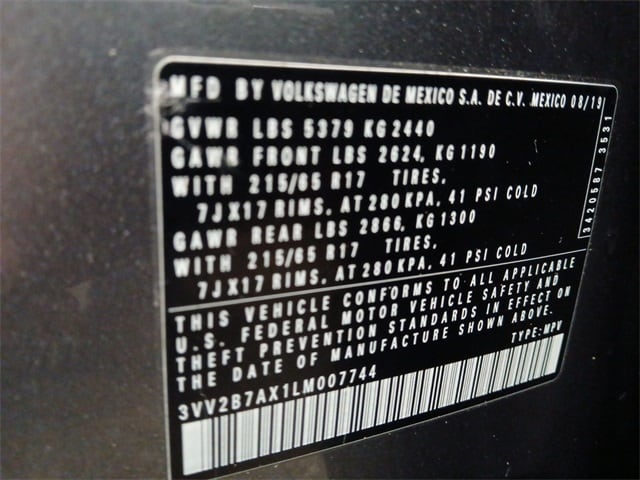 MFD BY VOLKSWAGEN DE MEXICO S.A. DE C.V. MEXICO 08/19
GVWR LBS 5379 KG 2440
GAWR FRONT LBS 2624, KG 1190
WITH 215/65 R17 TIRES,
7JX17 RIMS, AT 280 KPA, 41 PSI COLD
GAWR REAR LBS 2866, KG 1300
WITH 215/65 R17 TIRES,
7JX17 RIMS, AT 280 KPA, 41 PSI COLD
3420587 3531
THIS VEHICLE CONFORMS TO ALL APPLICABLE
U.S. FEDERAL MOTOR VEHICLE SAFETY AND
THEFT PREVENTION STANDARDS IN EFFECT ON
THE DATE OF MANUFACTURE SHOWN ABOVE.
TYPE: MPV
3VV2B7AX1LM007744